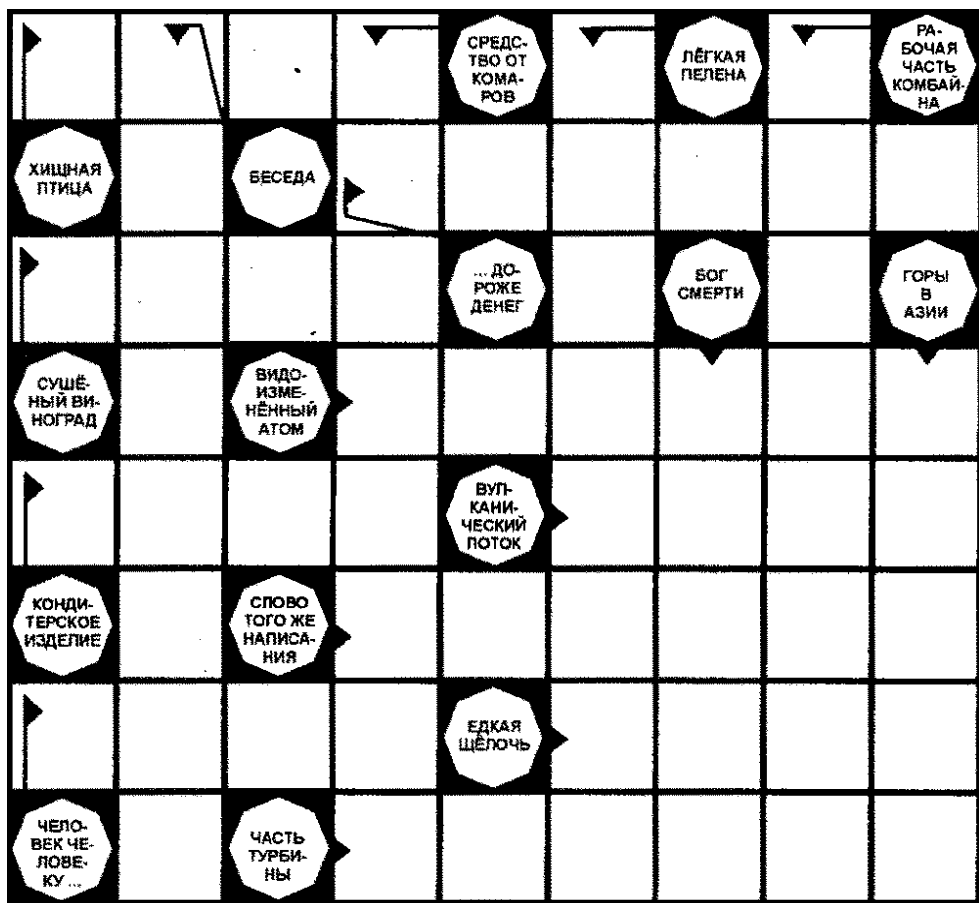 СРЕДС-
ТВО ОТ
КОМА-
РОВ
ЛЁГКАЯ
ПЕЛЕНА
РА-
БОЧАЯ
ЧАСТЬ
КОМБАЙ-
НА
ХИЩНАЯ
ПТИЦА
БЕСЕДА
... ДО-
РОЖЕ
ДЕНЕГ
БОГ
СМЕРТИ
ГОРЫ
В
АЗИИ
СУШЁ-
НЫЙ ВИ-
НОГРАД
ВИДО-
ИЗМЕ-
НЁННЫЙ
АТОМ
ВУЛ-
КАНИ-
ЧЕСКИЙ
ПОТОК
КОНДИ-
ТЕРСКОЕ
ИЗДЕЛИЕ
СЛОВО
ТОГО ЖЕ
НАПИСА-
НИЯ
ЕДКАЯ
ЩЁЛОЧЬ
ЧЕЛО-
ВЕК ЧЕ-
ЛОВЕ-
КУ ...
ЧАСТЬ
ТУРБИ-
НЫ